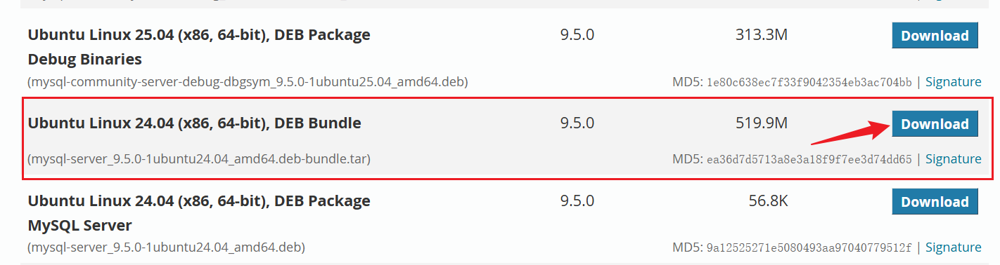 Ubuntu Linux 25.04 (x86, 64-bit), DEB Package 9.5.0 313.3M Download
Debug Binaries
(mysql-community-server-debug-dbgsym_9.5.0-1ubuntu25.04_amd64.deb) MD5: 1e80c638ec7f33f9042354eb3ac704bb | Signature
Ubuntu Linux 24.04 (x86, 64-bit), DEB Bundle 9.5.0 519.9M Download
(mysql-server_9.5.0-1ubuntu24.04_amd64.deb-bundle.tar) MD5: ea36d7d5713a8e3a18f9f7ee3d74dd65 | Signature
Ubuntu Linux 24.04 (x86, 64-bit), DEB Package 9.5.0 56.8K Download
MySQL Server
(mysql-server_9.5.0-1ubuntu24.04_amd64.deb) MD5: 9a12525271e5080493aa97040779512f | Signature